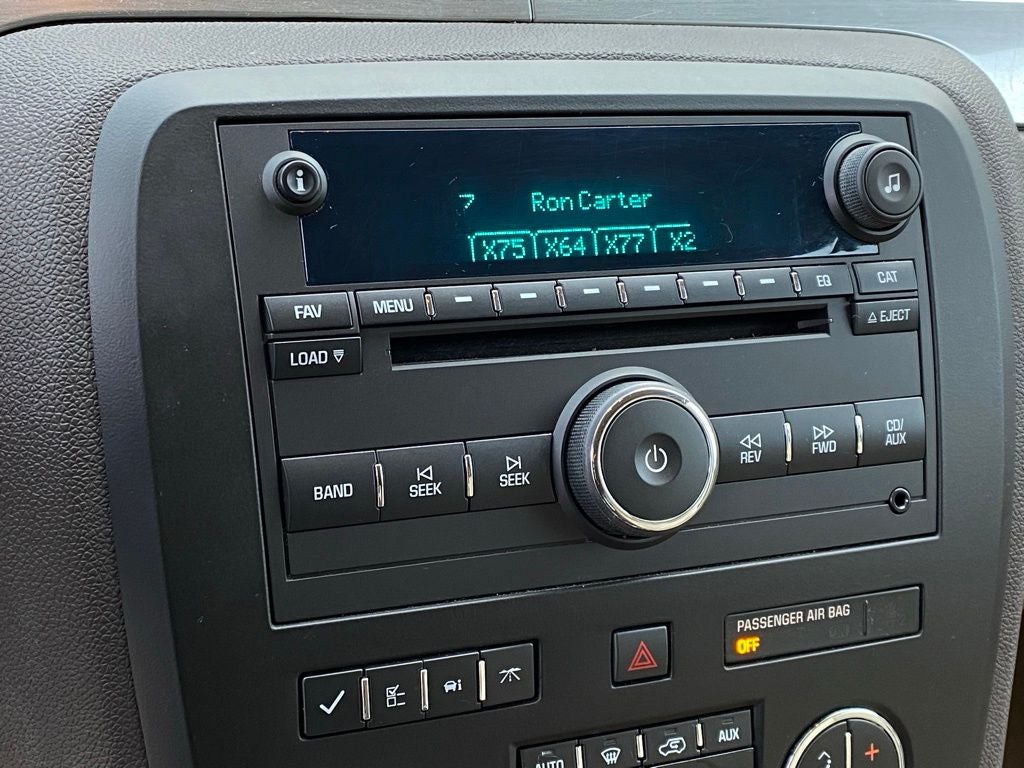 i
7 Ron Carter
X75 X64 X77 X2
FAV MENU EQ CAT
LOAD EJECT
BAND SEEK SEEK REV FWD CD/
AUX
PASSENGER AIR BAG
OFF
i
AUTO AUX